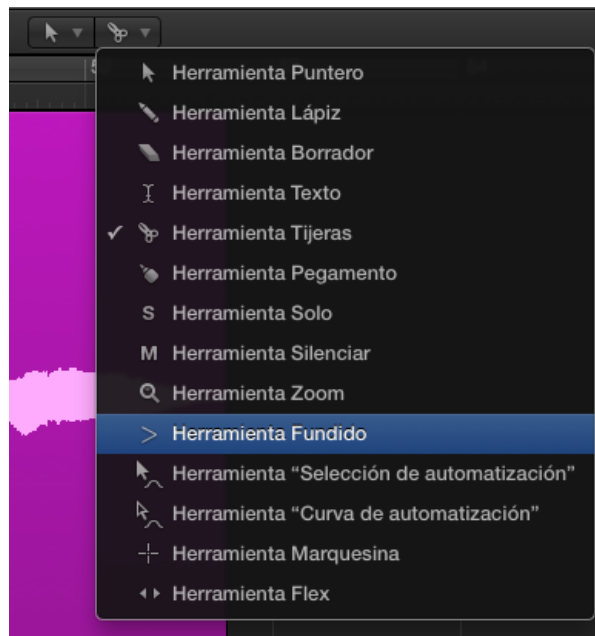 Herramienta Puntero
Herramienta Lápiz
Herramienta Borrador
Herramienta Texto
Herramienta Tijeras
Herramienta Pegamento
S Herramienta Solo
M Herramienta Silenciar
Herramienta Zoom
Herramienta Fundido
Herramienta “Selección de automatización”
Herramienta “Curva de automatización”
Herramienta Marquesina
Herramienta Flex